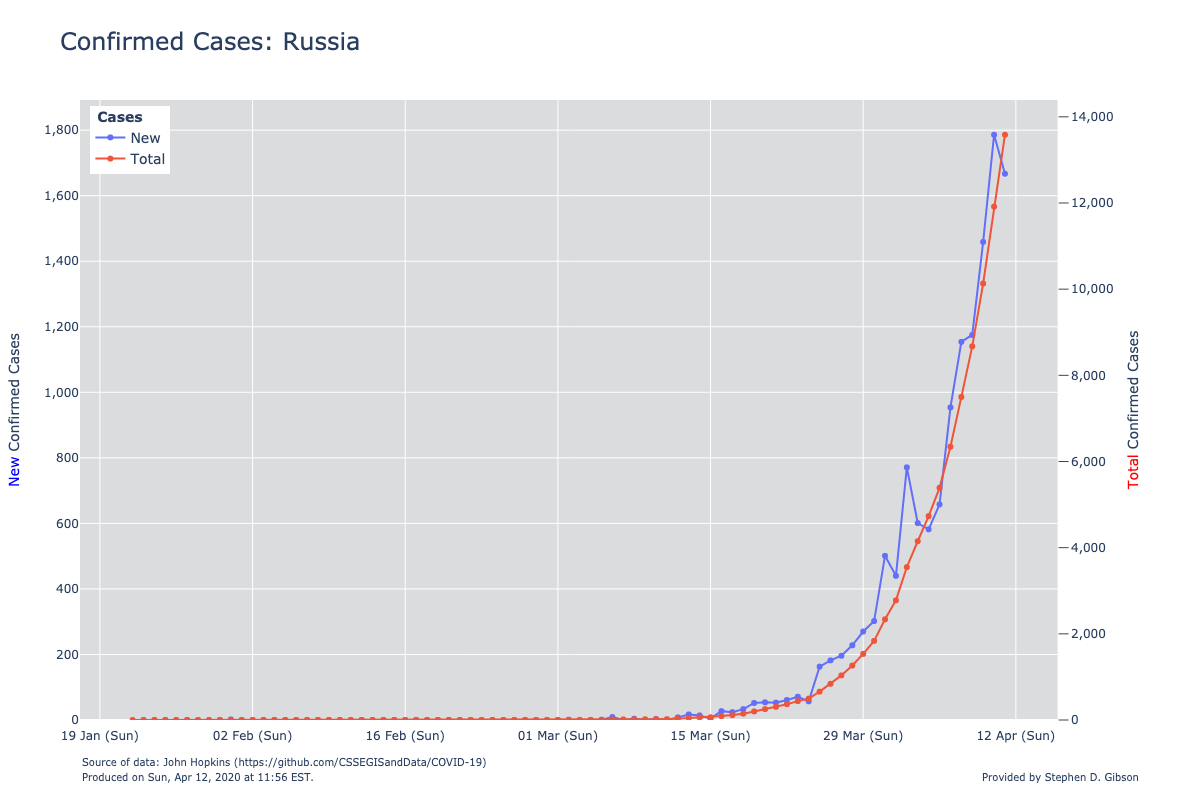 Confirmed Cases: Russia
Cases
New
Total
1,800
1,600
1,400
1,200
1,000
800
600
400
200
0
New Confirmed Cases
14,000
12,000
10,000
8,000
6,000
4,000
2,000
0
Total Confirmed Cases
19 Jan (Sun) 02 Feb (Sun) 16 Feb (Sun) 01 Mar (Sun) 15 Mar (Sun) 29 Mar (Sun) 12 Apr (Sun)
Source of data: John Hopkins (https://github.com/CSSEGISandData/COVID-19)
Produced on Sun, Apr 12, 2020 at 11:56 EST.
Provided by Stephen D. Gibson